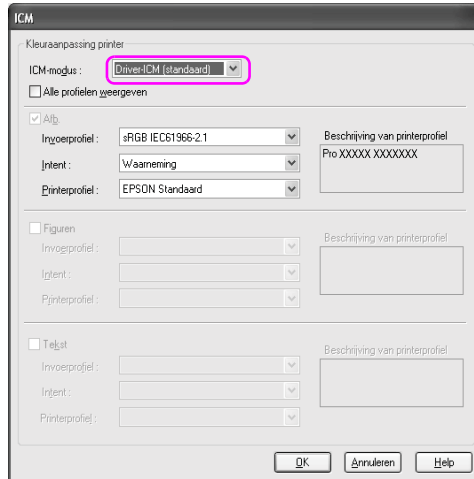 ICM
Kleuraanpassing printer
ICM-modus : Driver-ICM (standaard)
Alle profielen weergeven
Afb.
Invoerprofiel : sRGB IEC61966-2.1
Beschrijving van printerprofiel
Intent : Waarneming
Pro XXXXX XXXXXXX
Printerprofiel : EPSON Standaard
Figuren
Invoerprofiel :
Beschrijving van printerprofiel
Intent :
Printerprofiel :
Tekst
Invoerprofiel :
Beschrijving van printerprofiel
Intent :
Printerprofiel :
OK Annuleren Help